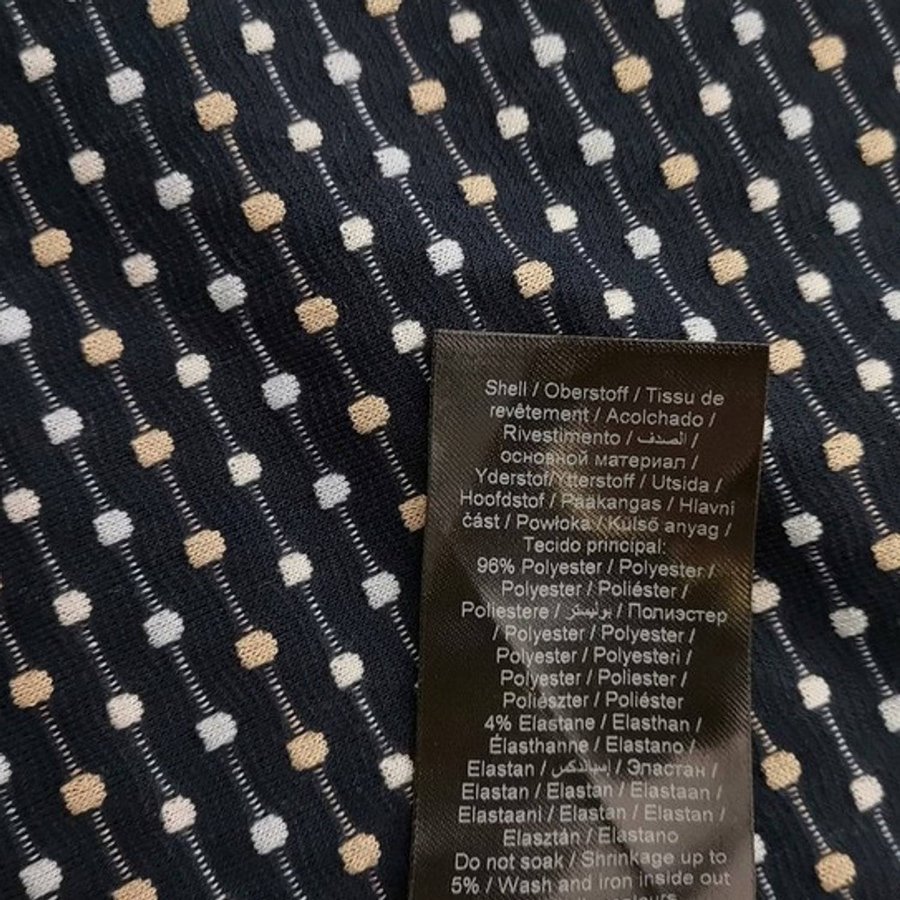 Shell / Oberstoff / Tissu de
revêtement / Acolchado /
Rivestimento / الصدف /
основной материал /
Yderstof/Ytterstoff / Utsida /
Hoofdstof / Pääkangas / Hlavní
část / Powłoka / Külső anyag /
Tecido principal:
96% Polyester / Polyester /
Polyester / Poliéster /
Poliestere / بوليستر / Полиэстер
/ Polyester / Polyester /
Polyester / Polyesteri /
Polyester / Poliester /
Poliészter / Poliéster
4% Elastane / Elasthan /
Élasthanne / Elastano /
Elastan / إسباندكس / Эластан /
Elastan / Elastan / Elastaan /
Elastaani / Elastan / Elastan /
Elasztán / Elastano
Do not soak / Shrinkage up to
5% / Wash and iron inside out
colours